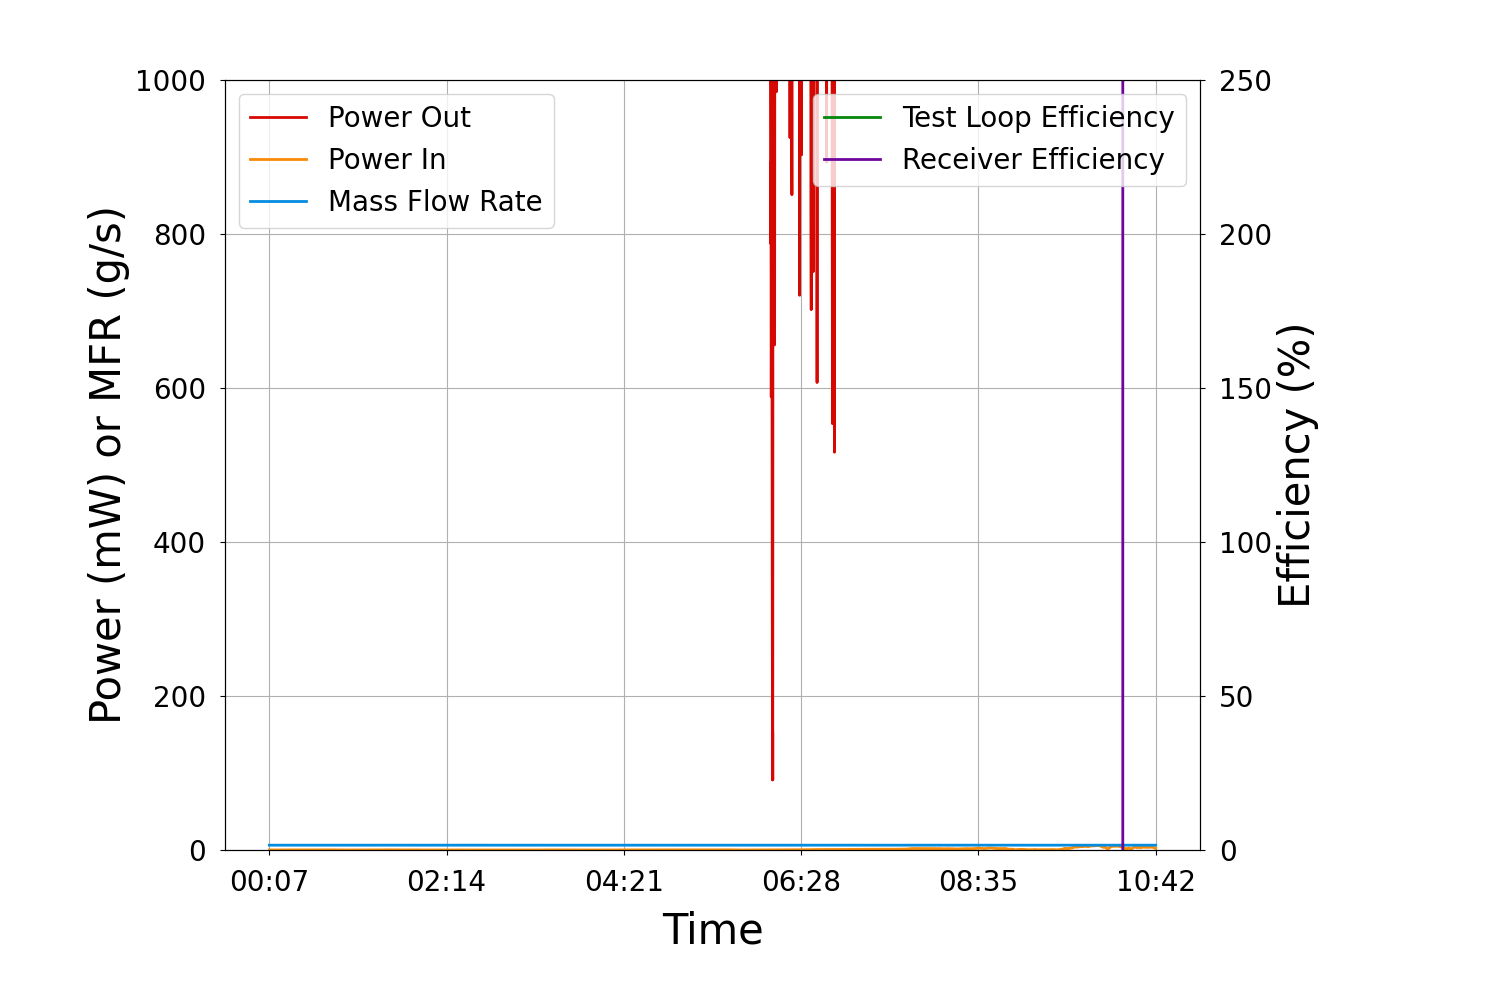 1000
800
600
400
200
0
Power (mW) or MFR (g/s)
Power Out
Power In
Mass Flow Rate
Test Loop Efficiency
Receiver Efficiency
250
200
150
100
50
0
Efficiency (%)
00:07 02:14 04:21 06:28 08:35 10:42
Time